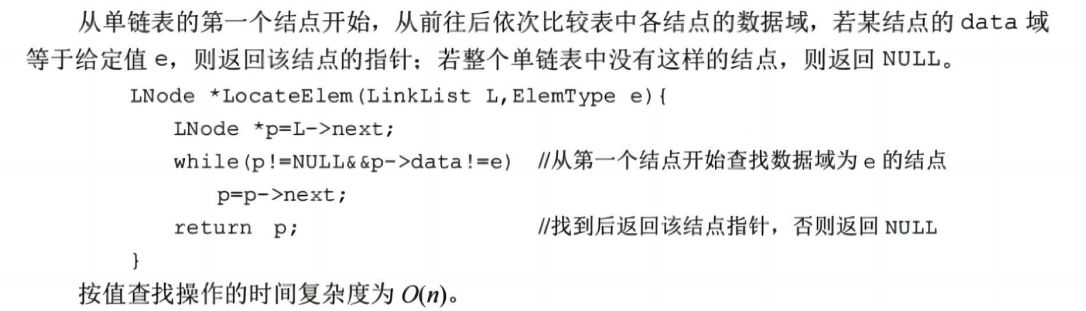 从单链表的第一个结点开始，从前往后依次比较表中各结点的数据域，若某结点的 data 域
等于给定值 e，则返回该结点的指针；若整个单链表中没有这样的结点，则返回 NULL。
LNode *LocateElem(LinkList L,ElemType e){
LNode *p=L->next;
while(p!=NULL&&p->data!=e) //从第一个结点开始查找数据域为 e 的结点
p=p->next;
return p; //找到后返回该结点指针，否则返回 NULL
}
按值查找操作的时间复杂度为 O(n)。